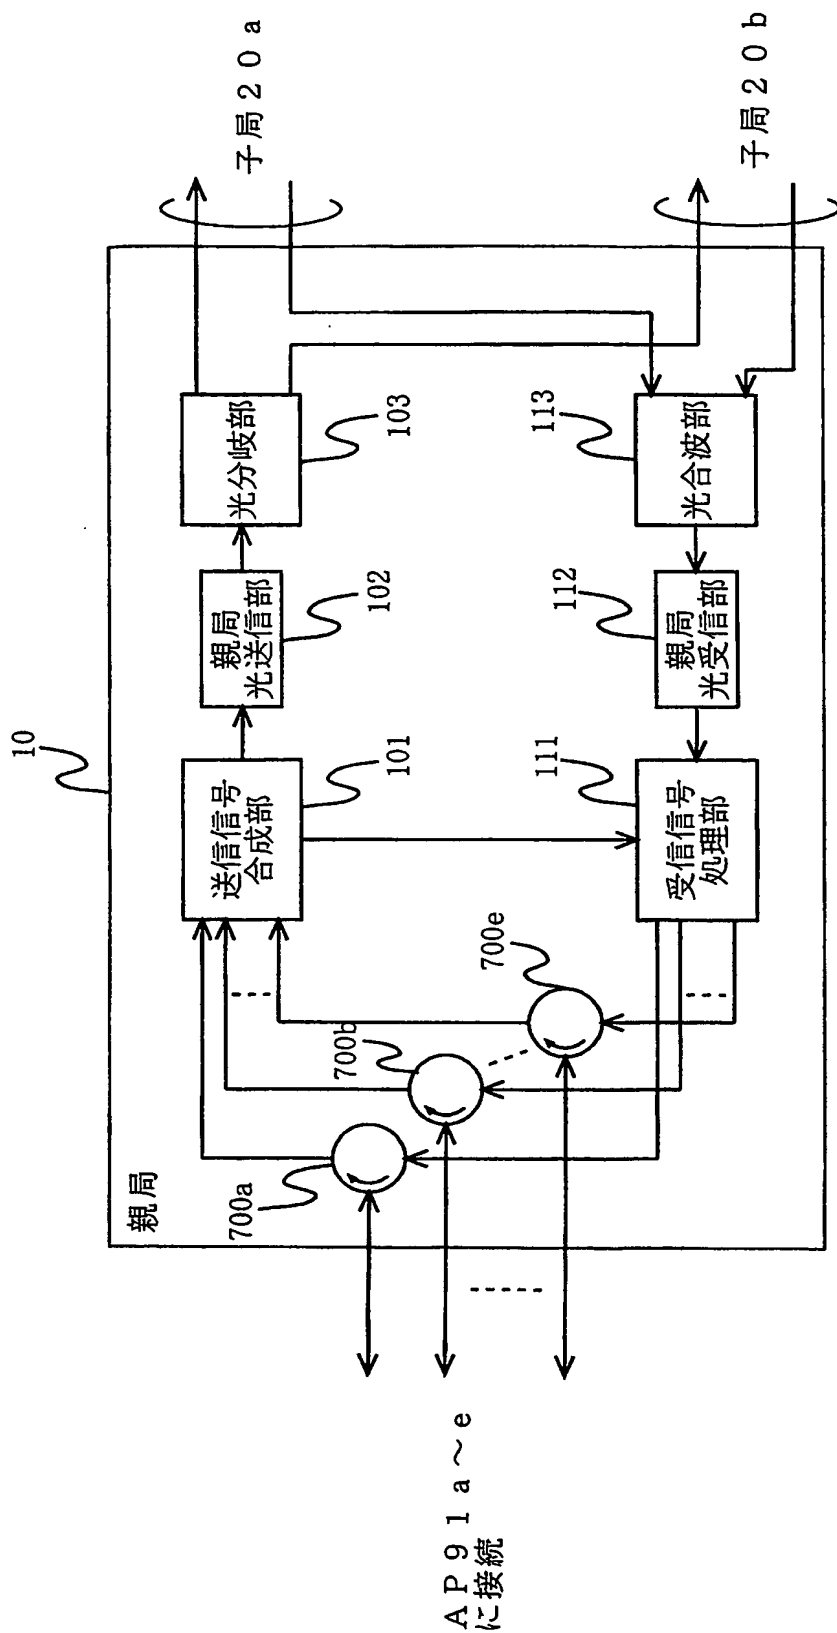 10
親局
AP91a～e
に接続
700a
700b
700e
送信信号
合成部
101
親局
光送信部
102
光分岐部
103
子局20a
受信信号
処理部
111
親局
光受信部
112
光合波部
113
子局20b